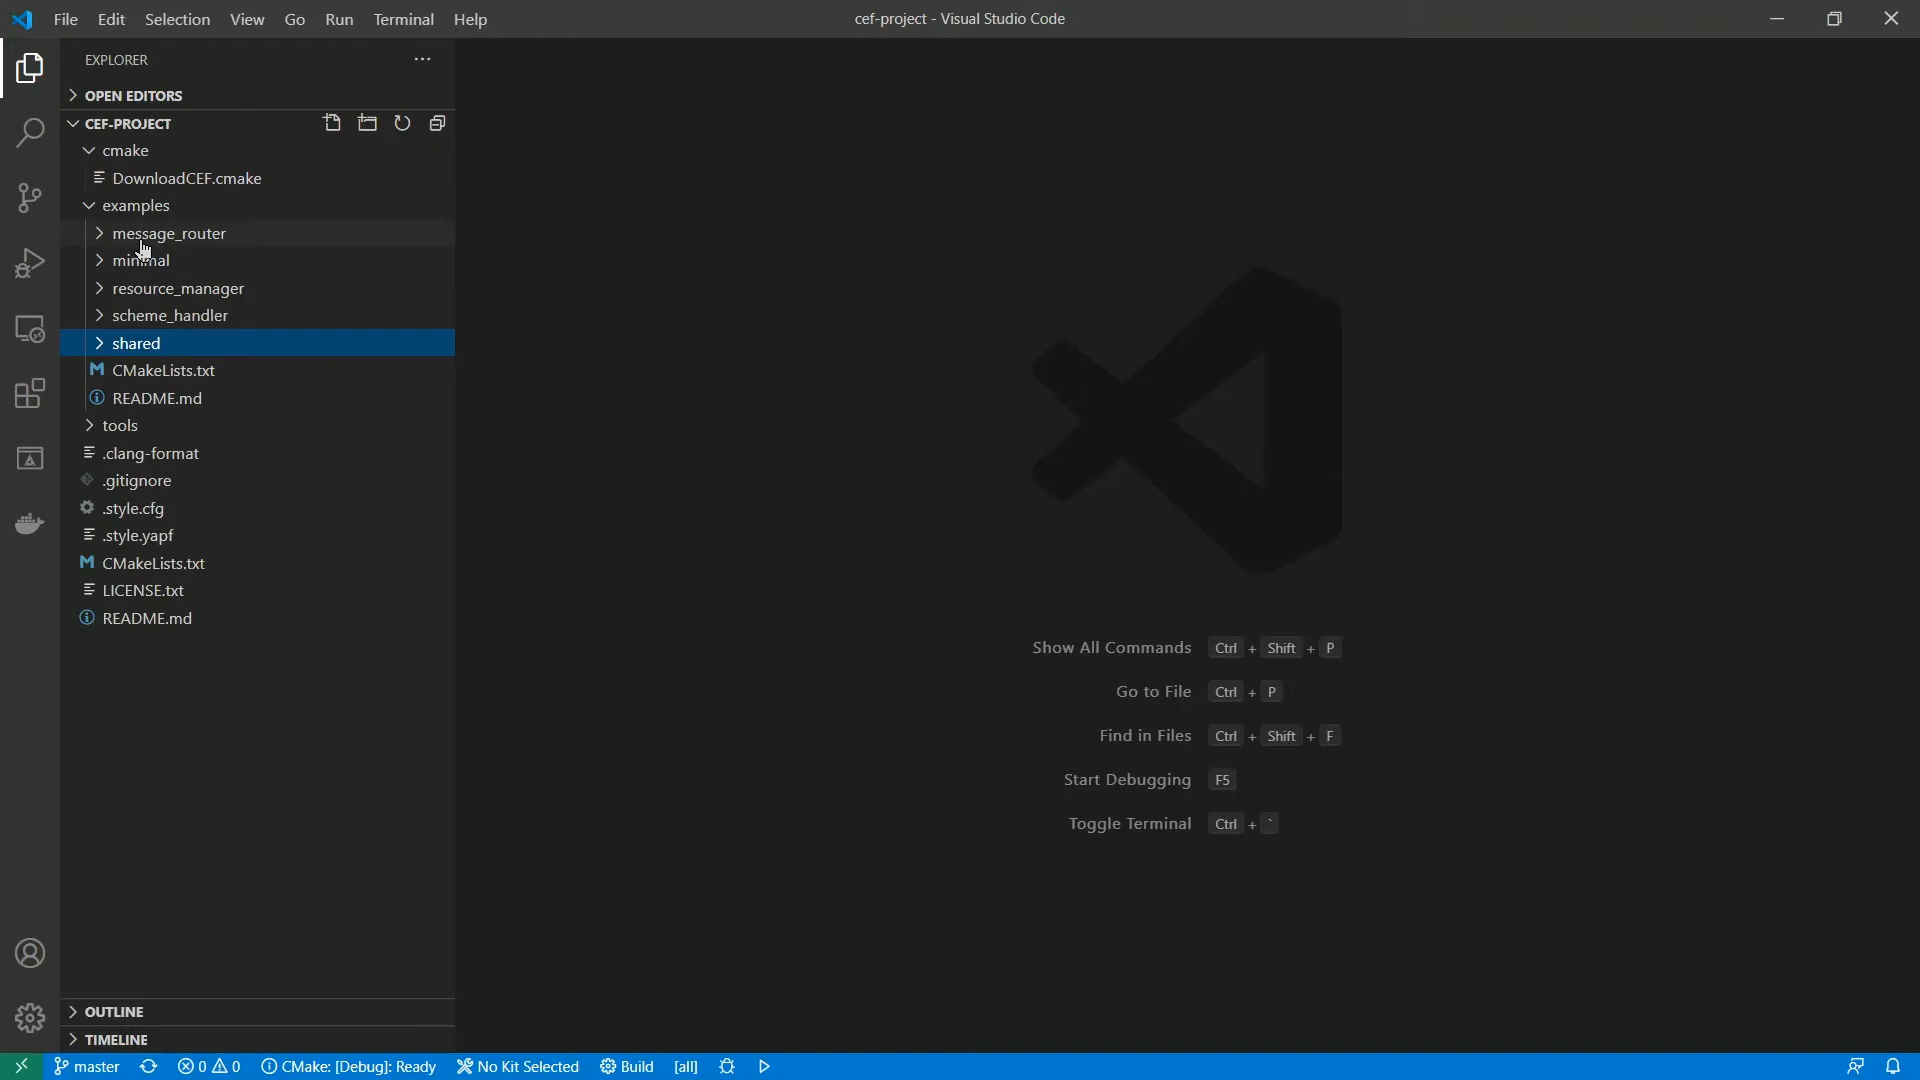 File Edit Selection View Go Run Terminal Help
cef-project - Visual Studio Code
EXPLORER
OPEN EDITORS
CEF-PROJECT
cmake
DownloadCEF.cmake
examples
message_router
minimal
resource_manager
scheme_handler
shared
CMakeLists.txt
README.md
tools
.clang-format
.gitignore
.style.cfg
.style.yapf
CMakeLists.txt
LICENSE.txt
README.md
Show All Commands Ctrl + Shift + P
Go to File Ctrl + P
Find in Files Ctrl + Shift + F
Start Debugging F5
Toggle Terminal Ctrl + `
OUTLINE
TIMELINE
master 0 0 CMake: [Debug]: Ready No Kit Selected Build [all]